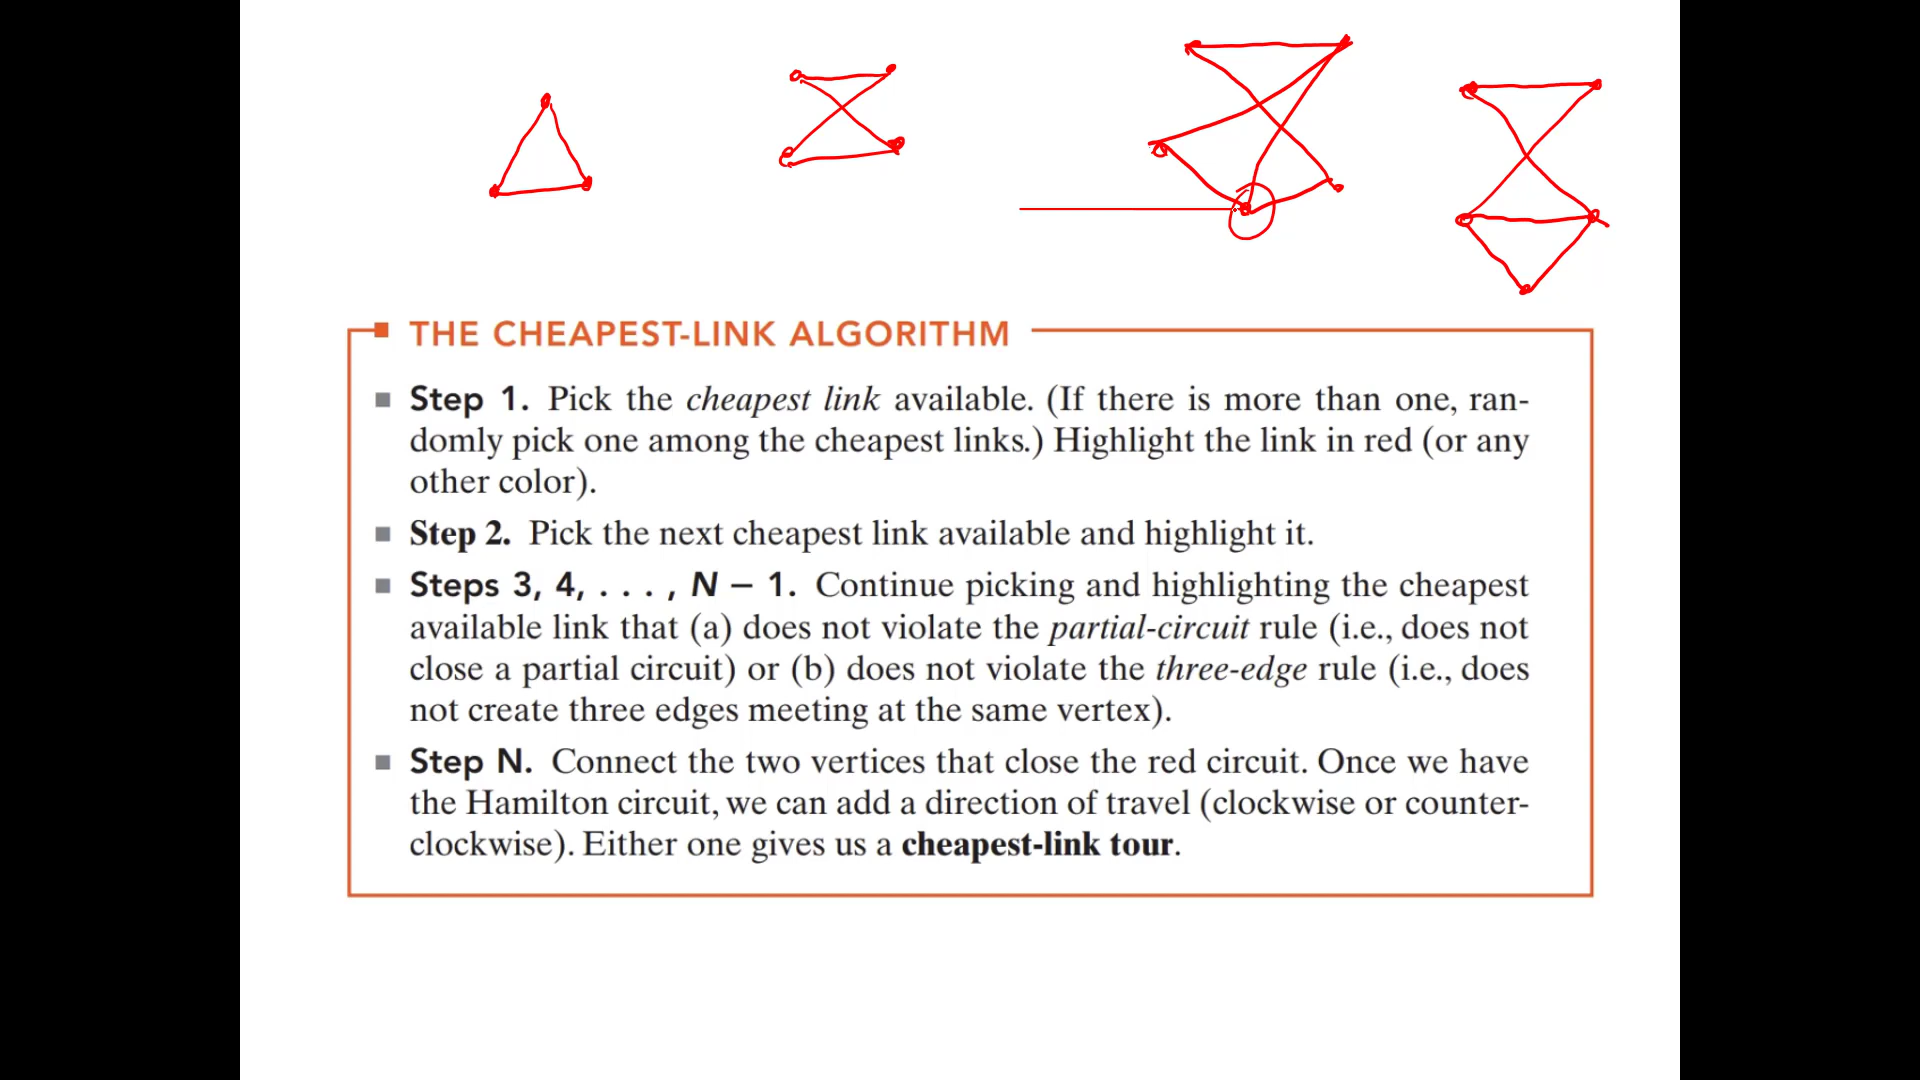 THE CHEAPEST-LINK ALGORITHM
Step 1. Pick the cheapest link available. (If there is more than one, ran-
domly pick one among the cheapest links.) Highlight the link in red (or any
other color).
Step 2. Pick the next cheapest link available and highlight it.
Steps 3, 4, . . . , N − 1. Continue picking and highlighting the cheapest
available link that (a) does not violate the partial-circuit rule (i.e., does not
close a partial circuit) or (b) does not violate the three-edge rule (i.e., does
not create three edges meeting at the same vertex).
Step N. Connect the two vertices that close the red circuit. Once we have
the Hamilton circuit, we can add a direction of travel (clockwise or counter-
clockwise). Either one gives us a cheapest-link tour.